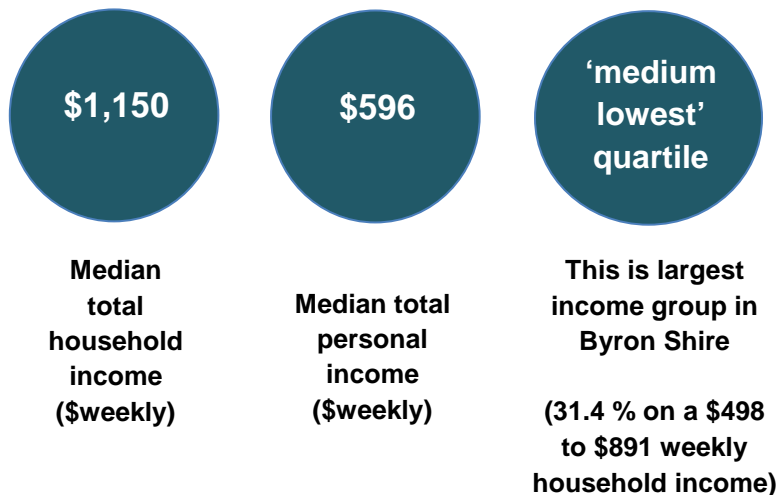 $1,150
$596
‘medium
lowest’
quartile
Median
total
household
income
($weekly)
Median total
personal
income
($weekly)
This is largest
income group in
Byron Shire
(31.4 % on a $498
to $891 weekly
household income)